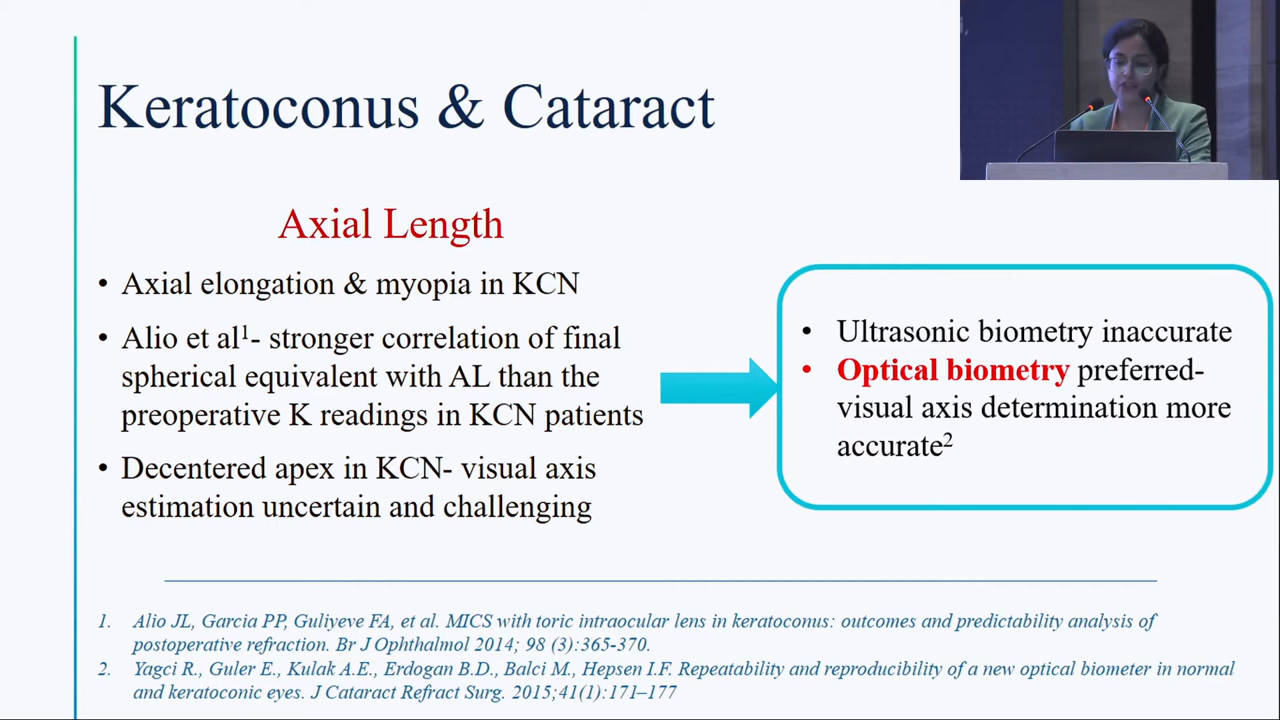 Keratoconus & Cataract
Axial Length
• Axial elongation & myopia in KCN
• Alio et al¹- stronger correlation of final
spherical equivalent with AL than the
preoperative K readings in KCN patients
• Decentered apex in KCN- visual axis
estimation uncertain and challenging
• Ultrasonic biometry inaccurate
• Optical biometry preferred-
visual axis determination more
accurate²
1. Alio JL, Garcia PP, Guliyeve FA, et al. MICS with toric intraocular lens in keratoconus: outcomes and predictability analysis of
postoperative refraction. Br J Ophthalmol 2014; 98 (3):365-370.
2. Yagci R., Guler E., Kulak A.E., Erdogan B.D., Balci M., Hepsen I.F. Repeatability and reproducibility of a new optical biometer in normal
and keratoconic eyes. J Cataract Refract Surg. 2015;41(1):171–177